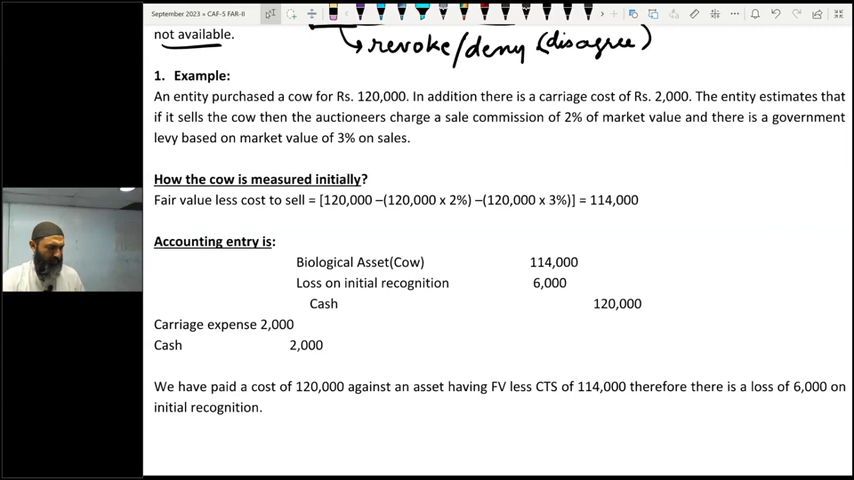 September 2023 » CAF-5 FAR-II
not available.
revoke/deny (disagree)
1. Example:
An entity purchased a cow for Rs. 120,000. In addition there is a carriage cost of Rs. 2,000. The entity estimates that
if it sells the cow then the auctioneers charge a sale commission of 2% of market value and there is a government
levy based on market value of 3% on sales.
How the cow is measured initially?
Fair value less cost to sell = [120,000 –(120,000 x 2%) –(120,000 x 3%)] = 114,000
Accounting entry is:
Biological Asset(Cow) 114,000
Loss on initial recognition 6,000
Cash 120,000
Carriage expense 2,000
Cash 2,000
We have paid a cost of 120,000 against an asset having FV less CTS of 114,000 therefore there is a loss of 6,000 on
initial recognition.